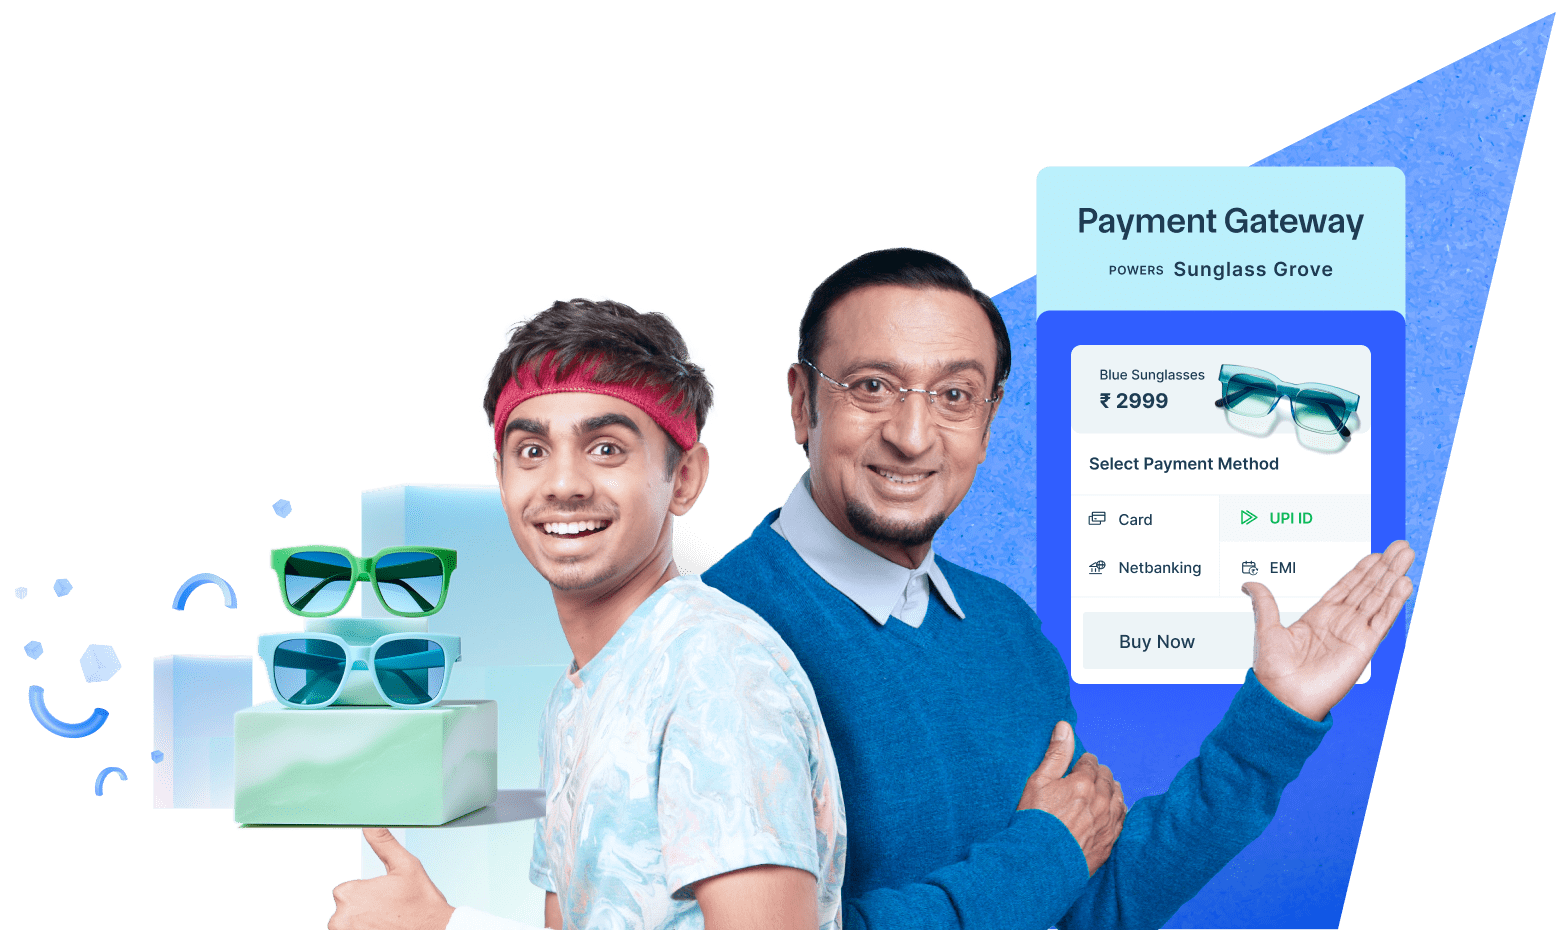 Payment Gateway
POWERS Sunglass Grove
Blue Sunglasses
₹ 2999
Select Payment Method
Card
UPI ID
Netbanking
EMI
Buy Now